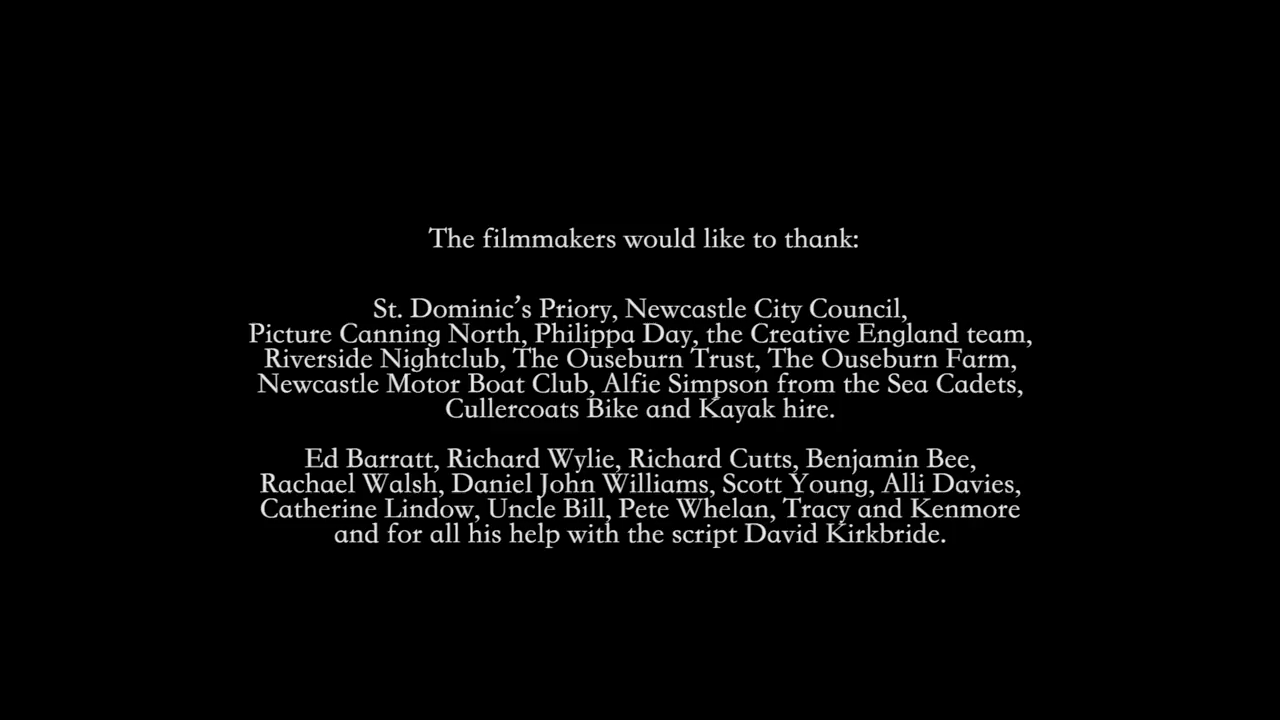 The filmmakers would like to thank:
St. Dominic's Priory, Newcastle City Council,
Picture Canning North, Philippa Day, the Creative England team,
Riverside Nightclub, The Ouseburn Trust, The Ouseburn Farm,
Newcastle Motor Boat Club, Alfie Simpson from the Sea Cadets,
Cullercoats Bike and Kayak hire.
Ed Barratt, Richard Wylie, Richard Cutts, Benjamin Bee,
Rachael Walsh, Daniel John Williams, Scott Young, Alli Davies,
Catherine Lindow, Uncle Bill, Pete Whelan, Tracy and Kenmore
and for all his help with the script David Kirkbride.